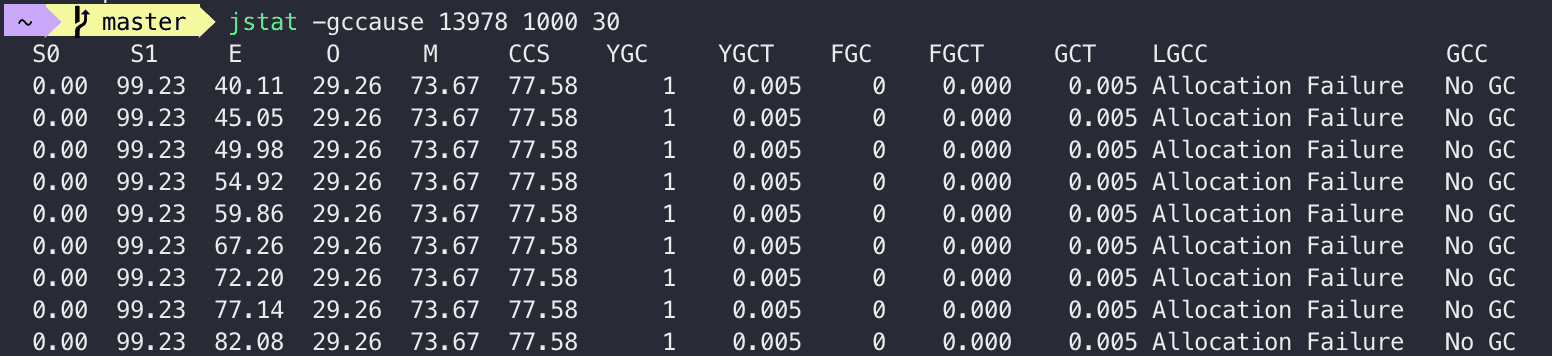 ~ master jstat -gccause 13978 1000 30
S0 S1 E O M CCS YGC YGCT FGC FGCT GCT LGCC GCC
0.00 99.23 40.11 29.26 73.67 77.58 1 0.005 0 0.000 0.005 Allocation Failure No GC
0.00 99.23 45.05 29.26 73.67 77.58 1 0.005 0 0.000 0.005 Allocation Failure No GC
0.00 99.23 49.98 29.26 73.67 77.58 1 0.005 0 0.000 0.005 Allocation Failure No GC
0.00 99.23 54.92 29.26 73.67 77.58 1 0.005 0 0.000 0.005 Allocation Failure No GC
0.00 99.23 59.86 29.26 73.67 77.58 1 0.005 0 0.000 0.005 Allocation Failure No GC
0.00 99.23 67.26 29.26 73.67 77.58 1 0.005 0 0.000 0.005 Allocation Failure No GC
0.00 99.23 72.20 29.26 73.67 77.58 1 0.005 0 0.000 0.005 Allocation Failure No GC
0.00 99.23 77.14 29.26 73.67 77.58 1 0.005 0 0.000 0.005 Allocation Failure No GC
0.00 99.23 82.08 29.26 73.67 77.58 1 0.005 0 0.000 0.005 Allocation Failure No GC